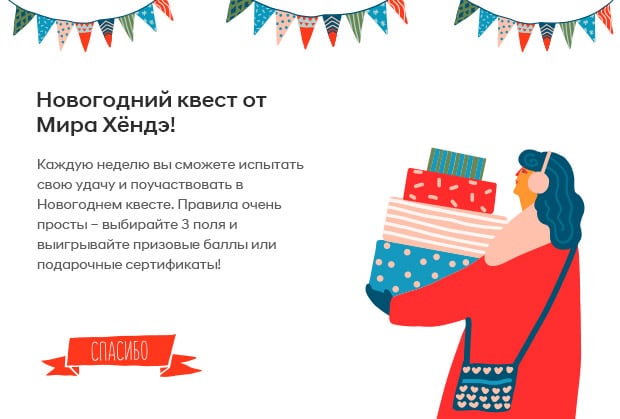 Новогодний квест от
Мира Хёндэ!
Каждую неделю вы сможете испытать
свою удачу и поучаствовать в
Новогоднем квесте. Правила очень
просты – выбирайте 3 поля и
выигрывайте призовые баллы или
подарочные сертификаты!
СПАСИБО